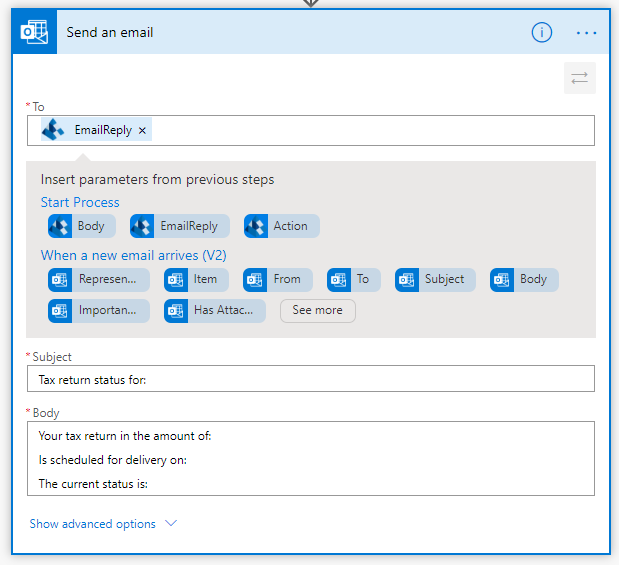 Send an email
* To
EmailReply ×
Insert parameters from previous steps
Start Process
Body EmailReply Action
When a new email arrives (V2)
Represen... Item From To Subject Body
Importan... Has Attac... See more
* Subject
Tax return status for:
* Body
Your tax return in the amount of:
Is scheduled for delivery on:
The current status is:
Show advanced options